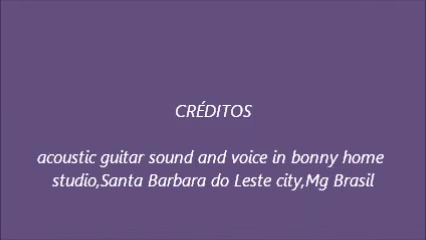 CRÉDITOS
acoustic guitar sound and voice in bonny home
studio,Santa Barbara do Leste city,Mg Brasil